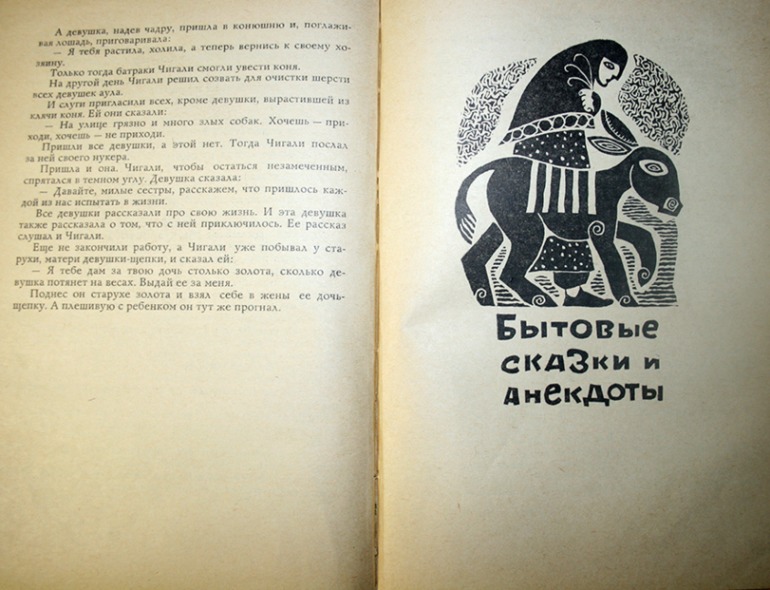 А девушка, надев чадру, пришла в конюшню и, поглажи-
вая лошадь, приговаривала:
— Я тебя растила, холила, а теперь вернись к своему хо-
зяину.
Только тогда батраки Чигали смогли увести коня.
На другой день Чигали решил созвать для очистки шерсти
всех девушек аула.
И слуги пригласили всех, кроме девушки, вырастившей из
клячи коня. Ей они сказали:
— На улице грязно и много злых собак. Хочешь — при-
ходи, хочешь — не приходи.
Пришли все девушки, а этой нет. Тогда Чигали послал
за ней своего нукера.
Пришла и она. Чигали, чтобы остаться незамеченным,
спрятался в темном углу. Девушка сказала:
— Давайте, милые сестры, расскажем, что пришлось каж-
дой из нас испытать в жизни.
Все девушки рассказали про свою жизнь. И эта девушка
также рассказала о том, что с ней приключилось. Ее рассказ
слушал и Чигали.
Еще не закончили работу, а Чигали уже побывал у ста-
рухи, матери девушки-щепки, и сказал ей:
— Я тебе дам за твою дочь столько золота, сколько де-
вушка потянет на весах. Выдай ее за меня.
Поднес он старухе золота и взял себе в жены ее дочь-
щепку. А плешивую с ребенком он тут же прогнал.
Бытовые
сказки и
анекдоты